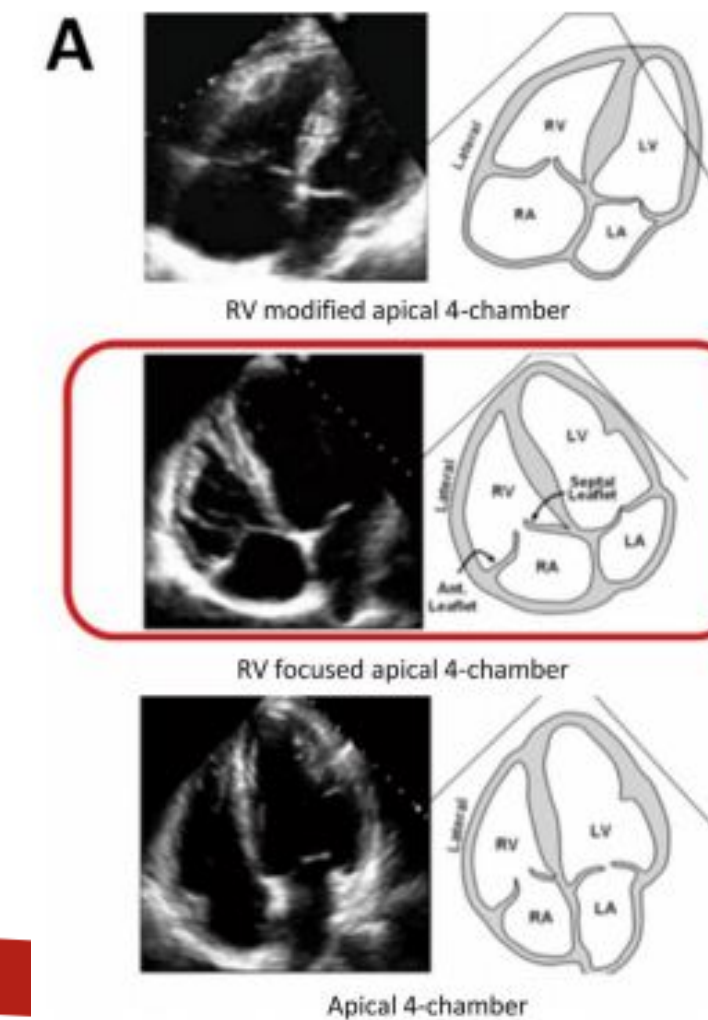 A
Lateral
RV
LV
RA
LA
RV modified apical 4-chamber
Lateral
LV
RV
Septal
Leaflet
LA
RA
Ant.
Leaflet
RV focused apical 4-chamber
Lateral
RV
LV
RA
LA
Apical 4-chamber